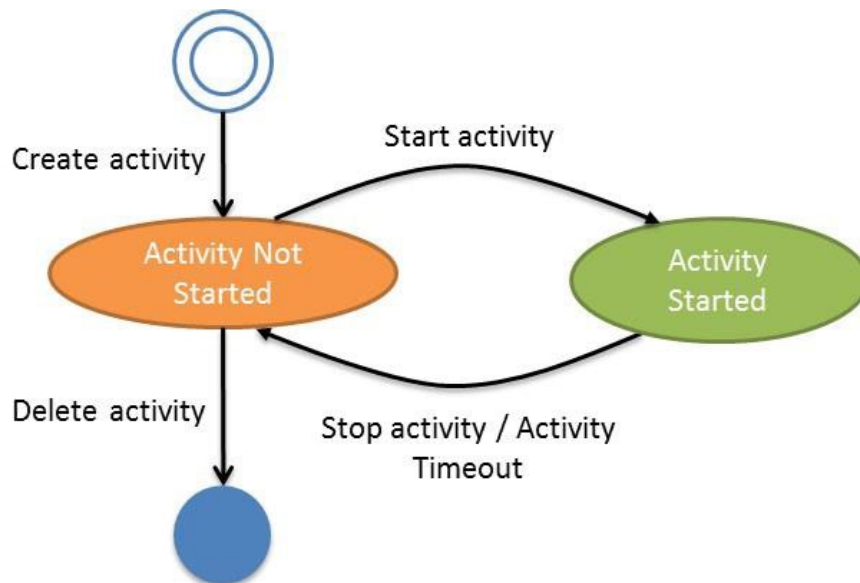 Create activity
Start activity
Activity Not
Started
Activity
Started
Delete activity
Stop activity / Activity
Timeout